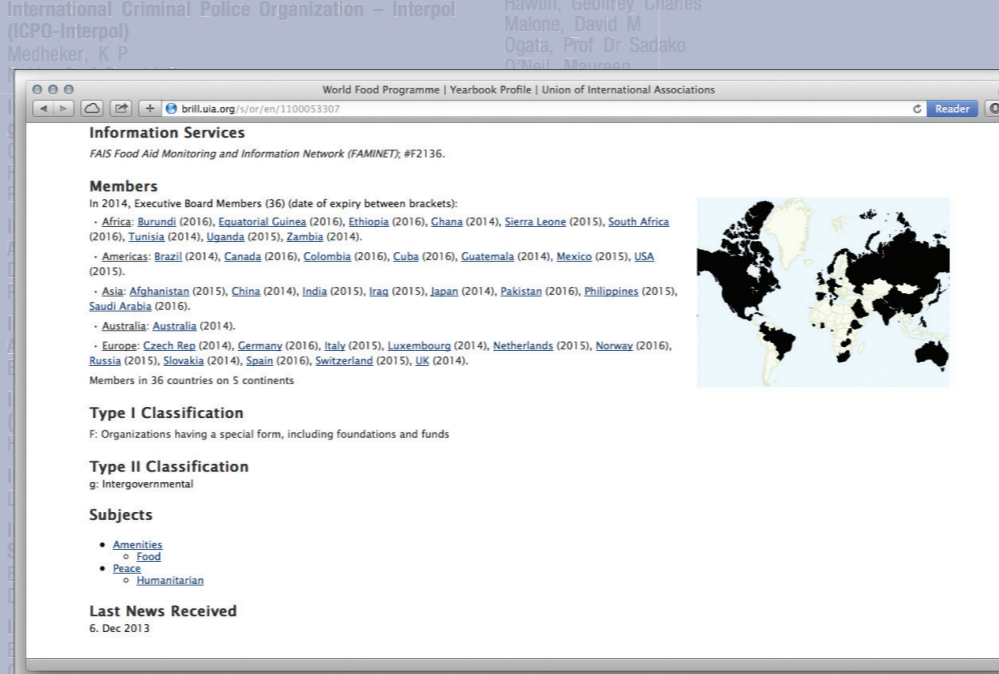 International Criminal Police Organization – Interpol
(ICPO-Interpol)
Medheker, K P
Hawtin, Geoffrey Charles
Malone, David M
Ogata, Prof Dr Sadako
O'Neil, Maureen
World Food Programme | Yearbook Profile | Union of International Associations
brill.uia.org/s/or/en/1100053307
Reader
Information Services
FAIS Food Aid Monitoring and Information Network (FAMINET); #F2136.
Members
In 2014, Executive Board Members (36) (date of expiry between brackets):
· Africa: Burundi (2016), Equatorial Guinea (2016), Ethiopia (2016), Ghana (2014), Sierra Leone (2015), South Africa
(2016), Tunisia (2014), Uganda (2015), Zambia (2014).
· Americas: Brazil (2014), Canada (2016), Colombia (2016), Cuba (2016), Guatemala (2014), Mexico (2015), USA
(2015).
· Asia: Afghanistan (2015), China (2014), India (2015), Iraq (2015), Japan (2014), Pakistan (2016), Philippines (2015),
Saudi Arabia (2016).
· Australia: Australia (2014).
· Europe: Czech Rep (2014), Germany (2016), Italy (2015), Luxembourg (2014), Netherlands (2015), Norway (2016),
Russia (2015), Slovakia (2014), Spain (2016), Switzerland (2015), UK (2014).
Members in 36 countries on 5 continents
Type I Classification
F: Organizations having a special form, including foundations and funds
Type II Classification
g: Intergovernmental
Subjects
• Amenities
○ Food
• Peace
○ Humanitarian
Last News Received
6. Dec 2013